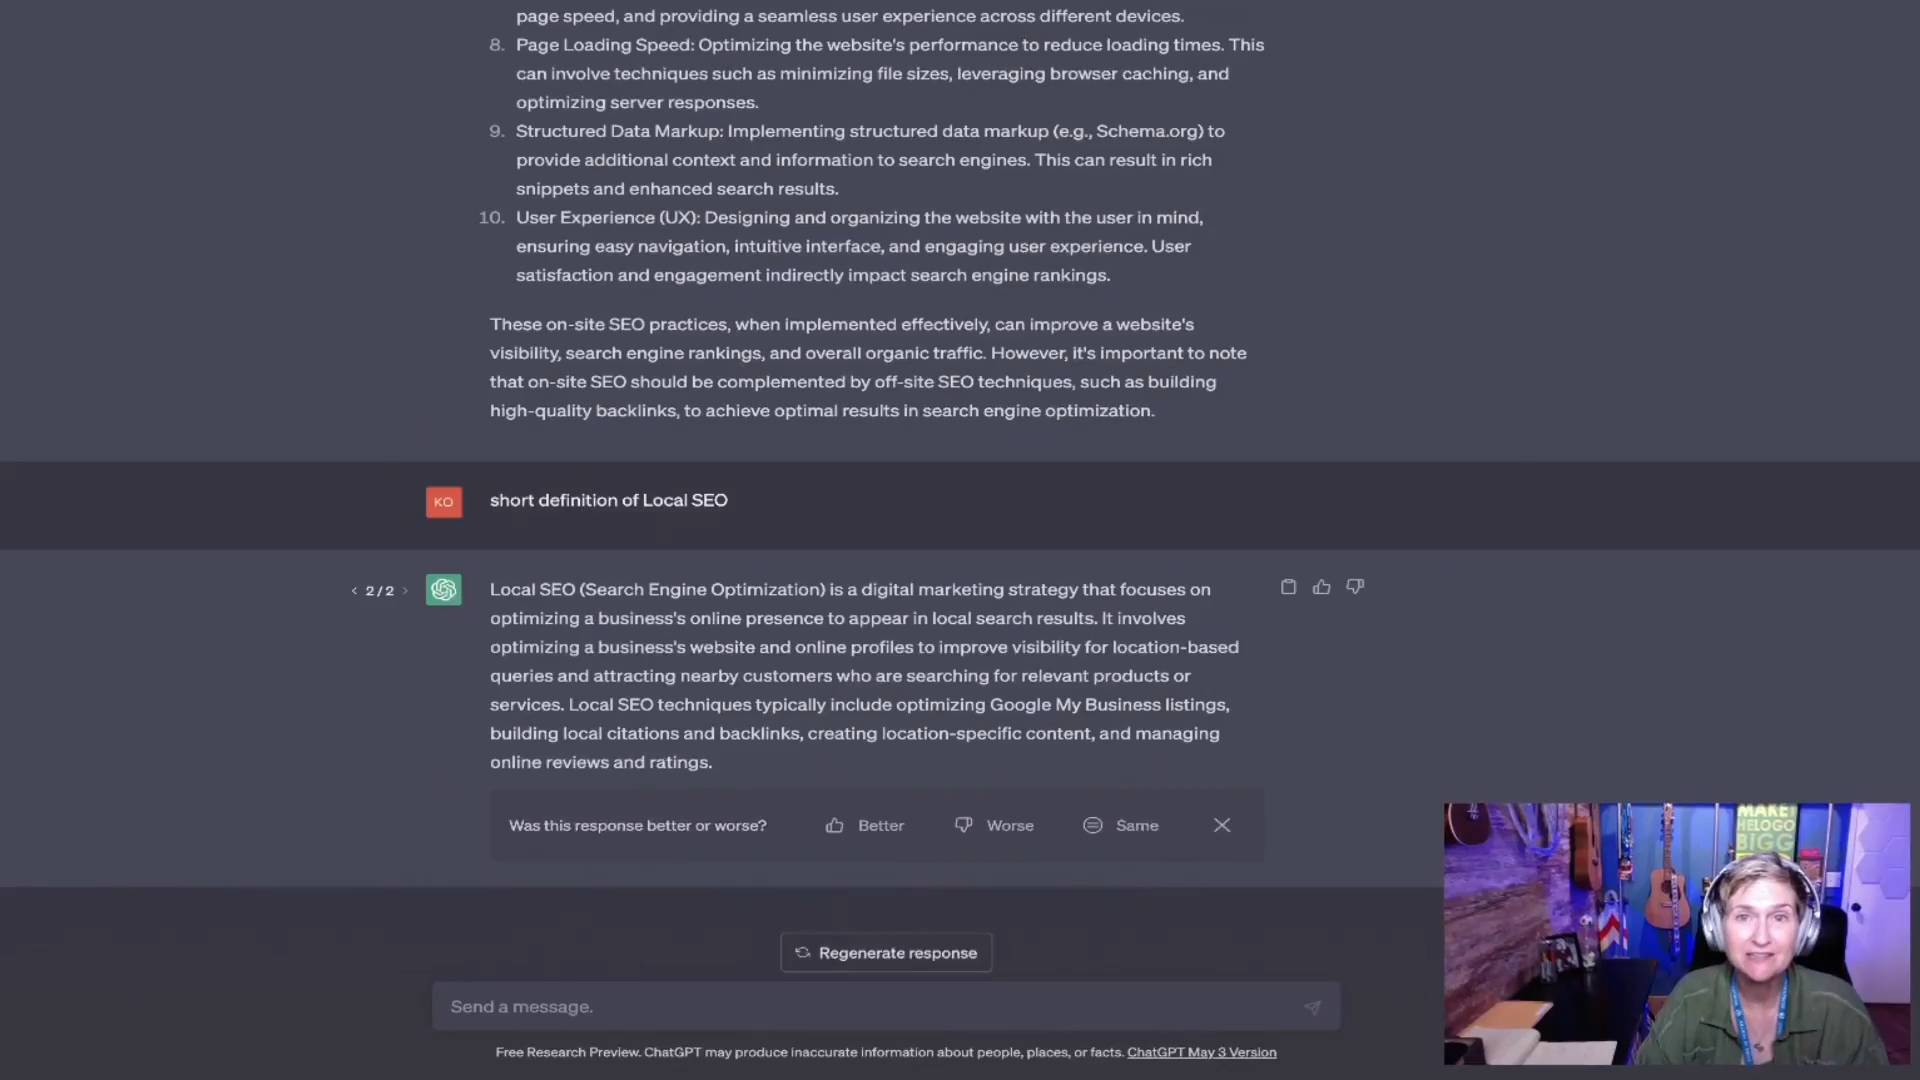 page speed, and providing a seamless user experience across different devices.
8. Page Loading Speed: Optimizing the website's performance to reduce loading times. This
can involve techniques such as minimizing file sizes, leveraging browser caching, and
optimizing server responses.
9. Structured Data Markup: Implementing structured data markup (e.g., Schema.org) to
provide additional context and information to search engines. This can result in rich
snippets and enhanced search results.
10. User Experience (UX): Designing and organizing the website with the user in mind,
ensuring easy navigation, intuitive interface, and engaging user experience. User
satisfaction and engagement indirectly impact search engine rankings.
These on-site SEO practices, when implemented effectively, can improve a website's
visibility, search engine rankings, and overall organic traffic. However, it's important to note
that on-site SEO should be complemented by off-site SEO techniques, such as building
high-quality backlinks, to achieve optimal results in search engine optimization.
KO short definition of Local SEO
< 2 / 2 > Local SEO (Search Engine Optimization) is a digital marketing strategy that focuses on
optimizing a business's online presence to appear in local search results. It involves
optimizing a business's website and online profiles to improve visibility for location-based
queries and attracting nearby customers who are searching for relevant products or
services. Local SEO techniques typically include optimizing Google My Business listings,
building local citations and backlinks, creating location-specific content, and managing
online reviews and ratings.
Was this response better or worse? Better Worse Same
MAKE
HELOGO
BIGG
Regenerate response
Send a message.
Free Research Preview. ChatGPT may produce inaccurate information about people, places, or facts. ChatGPT May 3 Version